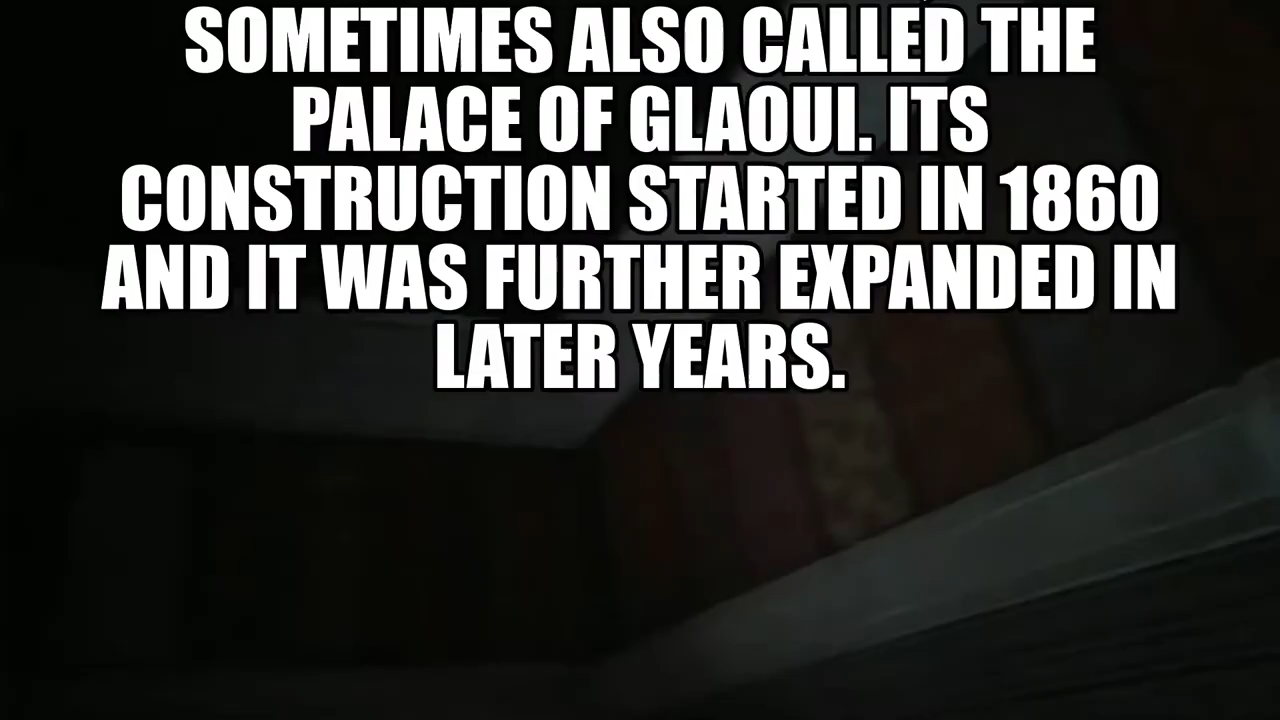 SOMETIMES ALSO CALLED THE
PALACE OF GLAOUI. ITS
CONSTRUCTION STARTED IN 1860
AND IT WAS FURTHER EXPANDED IN
LATER YEARS.